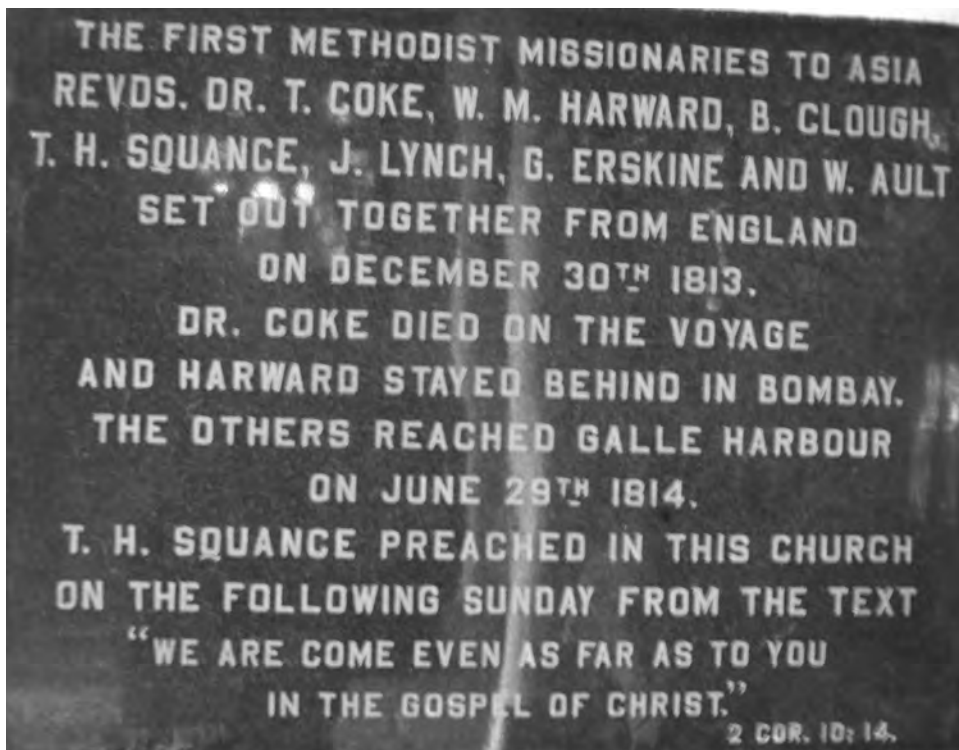 THE FIRST METHODIST MISSIONARIES TO ASIA
REVDS. DR. T. COKE, W. M. HARWARD, B. CLOUGH,
T. H. SQUANCE, J. LYNCH, G. ERSKINE AND W. AULT
SET OUT TOGETHER FROM ENGLAND
ON DECEMBER 30TH 1813.
DR. COKE DIED ON THE VOYAGE
AND HARWARD STAYED BEHIND IN BOMBAY.
THE OTHERS REACHED GALLE HARBOUR
ON JUNE 29TH 1814.
T. H. SQUANCE PREACHED IN THIS CHURCH
ON THE FOLLOWING SUNDAY FROM THE TEXT
“WE ARE COME EVEN AS FAR AS TO YOU
IN THE GOSPEL OF CHRIST.”
2 COR. 10: 14.